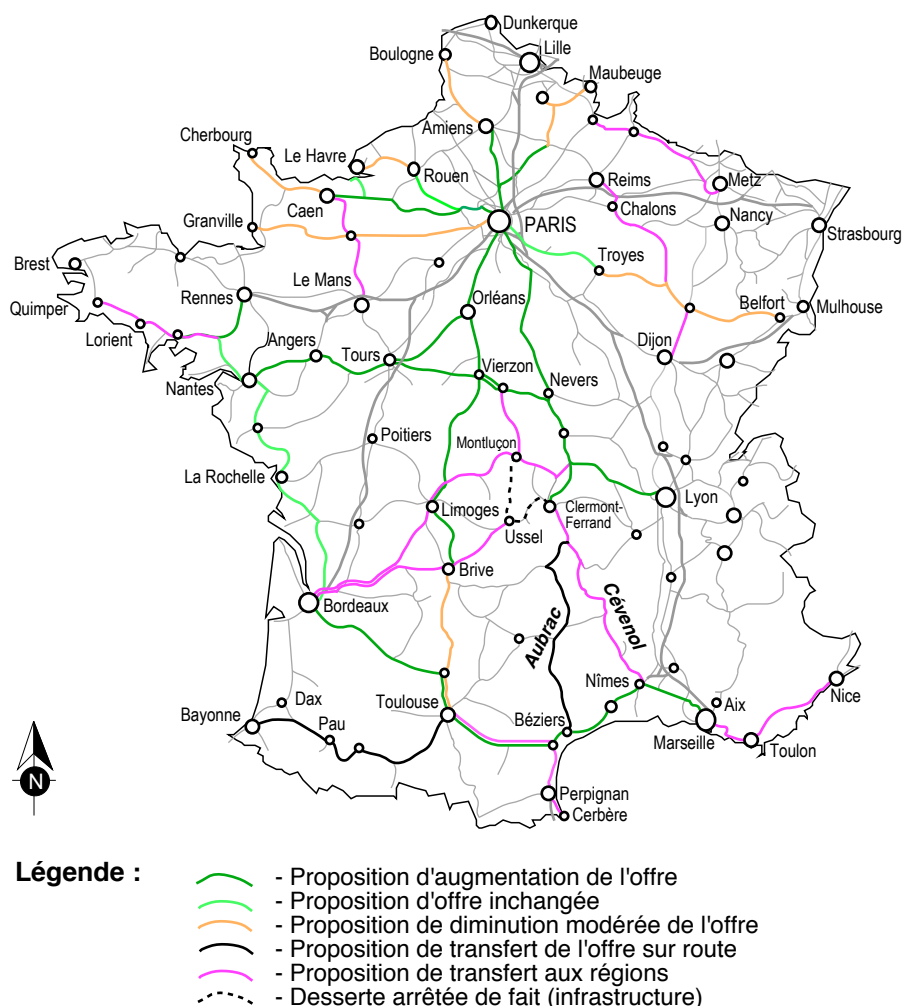 Dunkerque
Lille
Boulogne
Maubeuge
Amiens
Cherbourg
Le Havre
Rouen
Reims
Metz
Caen
Chalons
Nancy
Granville
PARIS
Strasbourg
Brest
Troyes
Quimper
Rennes
Le Mans
Orléans
Belfort
Mulhouse
Lorient
Angers
Dijon
Tours
Vierzon
Nevers
Nantes
Poitiers
Montluçon
La Rochelle
Lyon
Limoges
Clermont-
Ferrand
Ussel
Brive
Bordeaux
Aubrac
Cévenol
Nîmes
Nice
Dax
Toulouse
Aix
Bayonne
Pau
Béziers
Marseille
Toulon
N
Perpignan
Cerbère
Légende :
- Proposition d'augmentation de l'offre
- Proposition d'offre inchangée
- Proposition de diminution modérée de l'offre
- Proposition de transfert de l'offre sur route
- Proposition de transfert aux régions
- Desserte arrêtée de fait (infrastructure)